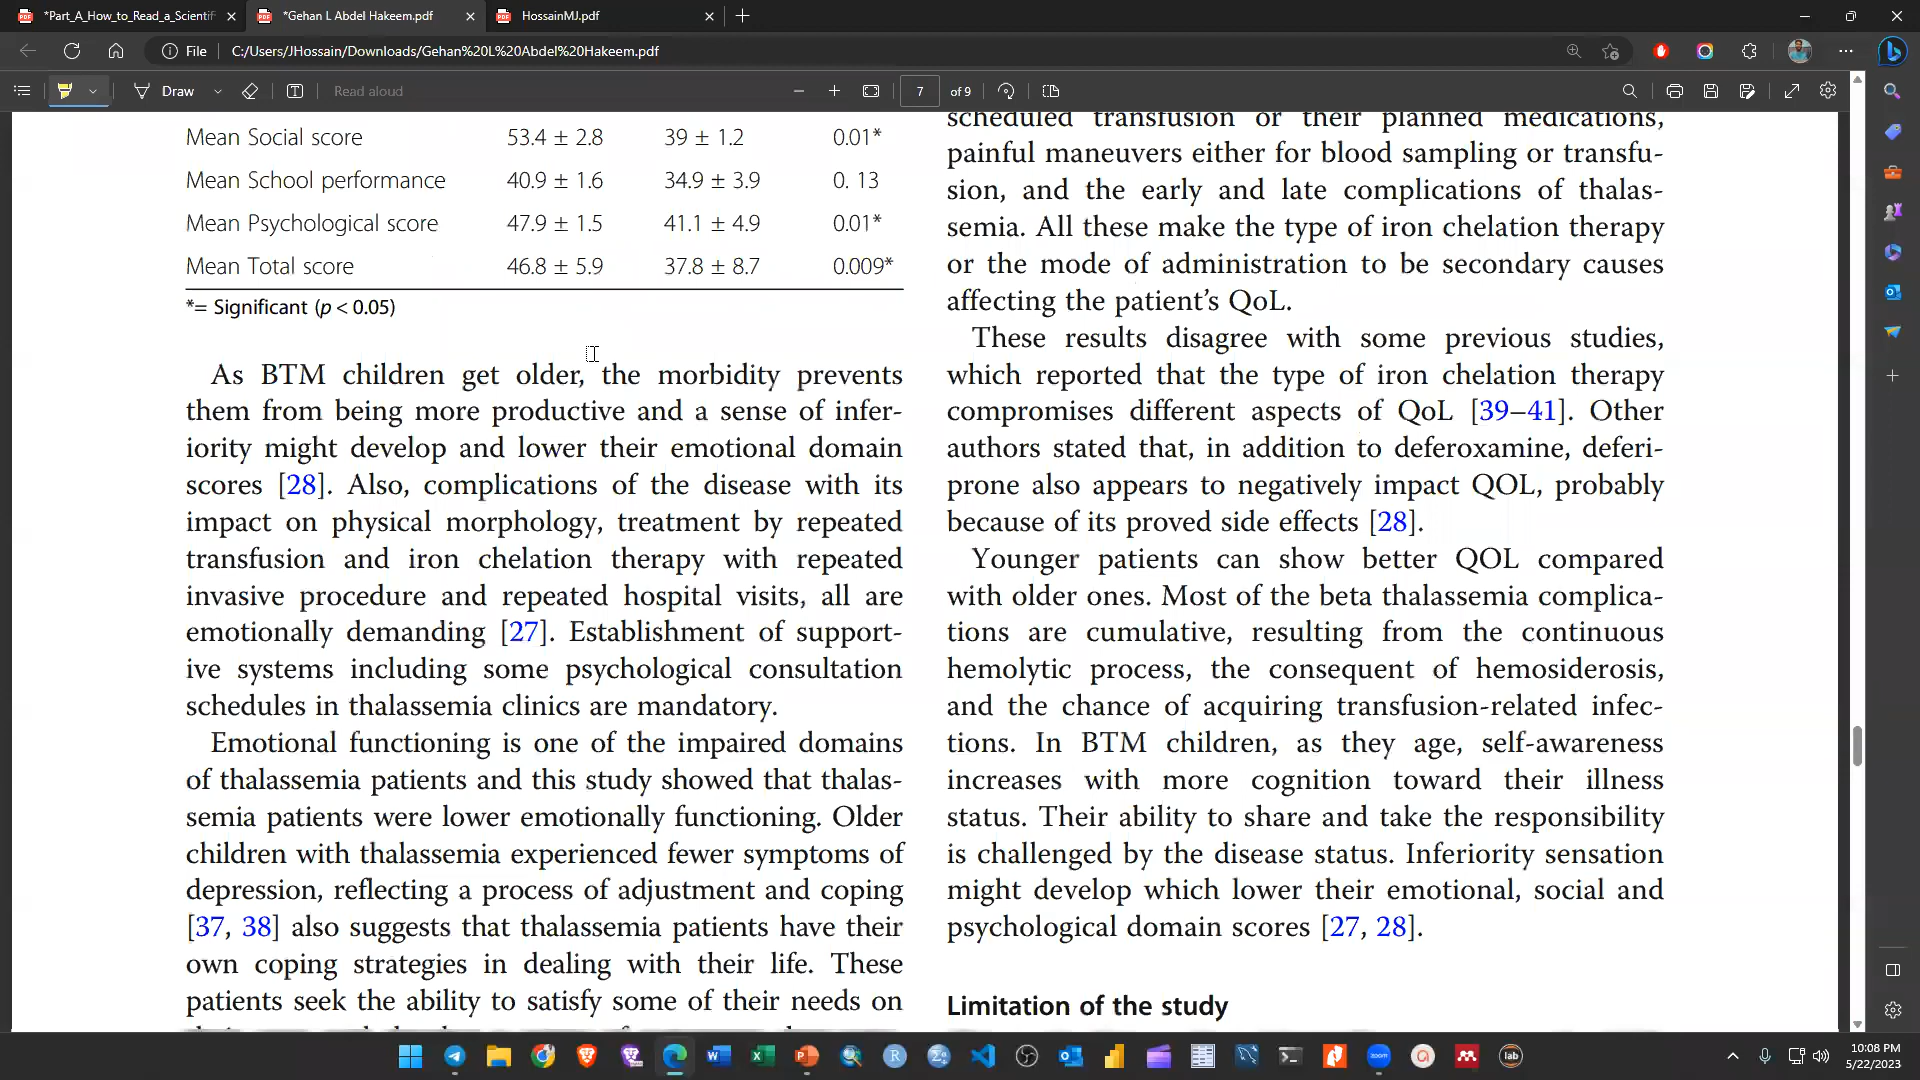 *Part_A_How_to_Read_a_Scientif
*Gehan L Abdel Hakeem.pdf
HossainMJ.pdf
File
C:/Users/JHossain/Downloads/Gehan%20L%20Abdel%20Hakeem.pdf
Draw
Read aloud
7
of 9
Mean Social score 53.4 ± 2.8 39 ± 1.2 0.01*
Mean School performance 40.9 ± 1.6 34.9 ± 3.9 0. 13
Mean Psychological score 47.9 ± 1.5 41.1 ± 4.9 0.01*
Mean Total score 46.8 ± 5.9 37.8 ± 8.7 0.009*
*= Significant (p < 0.05)
As BTM children get older, the morbidity prevents
them from being more productive and a sense of infer-
iority might develop and lower their emotional domain
scores [28]. Also, complications of the disease with its
impact on physical morphology, treatment by repeated
transfusion and iron chelation therapy with repeated
invasive procedure and repeated hospital visits, all are
emotionally demanding [27]. Establishment of support-
ive systems including some psychological consultation
schedules in thalassemia clinics are mandatory.
Emotional functioning is one of the impaired domains
of thalassemia patients and this study showed that thalas-
semia patients were lower emotionally functioning. Older
children with thalassemia experienced fewer symptoms of
depression, reflecting a process of adjustment and coping
[37, 38] also suggests that thalassemia patients have their
own coping strategies in dealing with their life. These
patients seek the ability to satisfy some of their needs on
scheduled transfusion or their planned medications,
painful maneuvers either for blood sampling or transfu-
sion, and the early and late complications of thalas-
semia. All these make the type of iron chelation therapy
or the mode of administration to be secondary causes
affecting the patient's QoL.
These results disagree with some previous studies,
which reported that the type of iron chelation therapy
compromises different aspects of QoL [39–41]. Other
authors stated that, in addition to deferoxamine, deferi-
prone also appears to negatively impact QOL, probably
because of its proved side effects [28].
Younger patients can show better QOL compared
with older ones. Most of the beta thalassemia complica-
tions are cumulative, resulting from the continuous
hemolytic process, the consequent of hemosiderosis,
and the chance of acquiring transfusion-related infec-
tions. In BTM children, as they age, self-awareness
increases with more cognition toward their illness
status. Their ability to share and take the responsibility
is challenged by the disease status. Inferiority sensation
might develop which lower their emotional, social and
psychological domain scores [27, 28].
Limitation of the study
zoom
lab
10:08 PM
5/22/2023